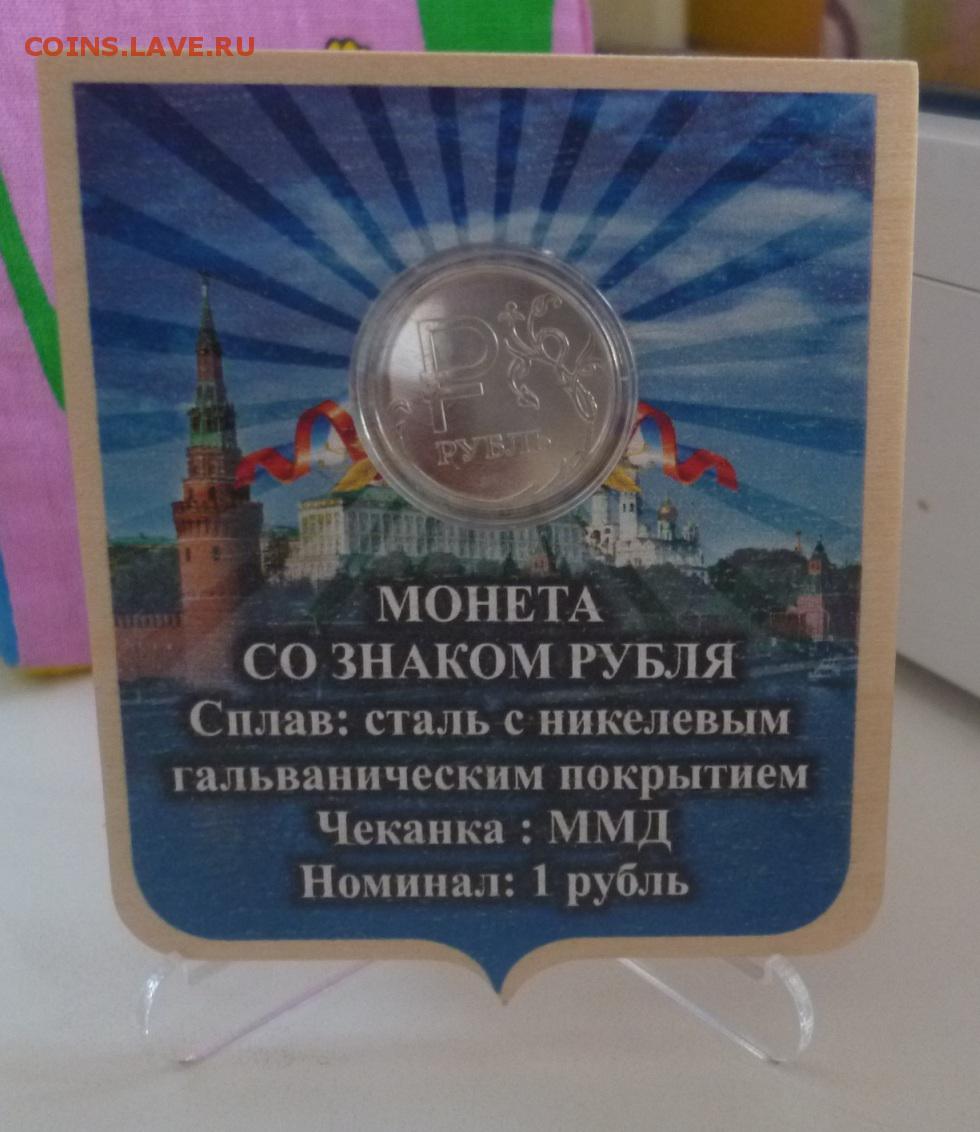 COINS.LAVE.RU
РУБЛЬ
МОНЕТА
СО ЗНАКОМ РУБЛЯ
Сплав: сталь с никелевым
гальваническим покрытием
Чеканка : ММД
Номинал: 1 рубль